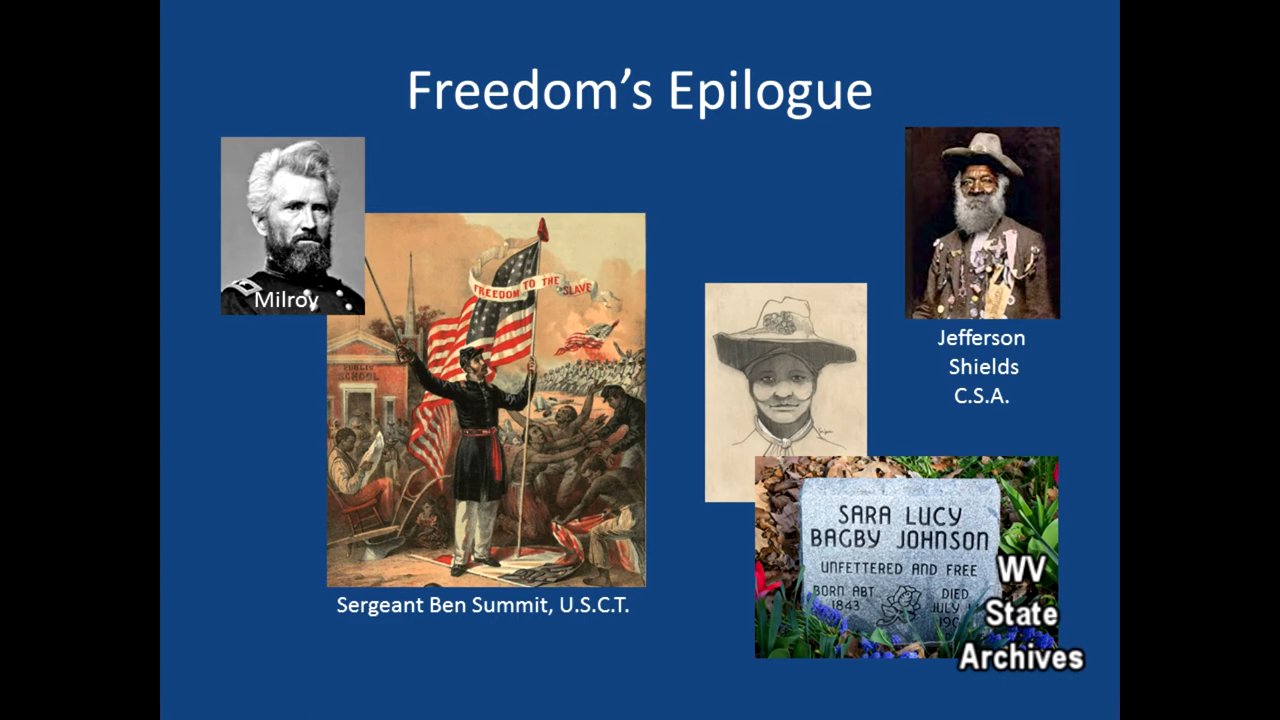 Freedom's Epilogue
Milroy
FREEDOM TO THE SLAVE
PUBLIC
SCHOOL
Sergeant Ben Summit, U.S.C.T.
Jefferson
Shields
C.S.A.
SARA LUCY
BAGBY JOHNSON
UNFETTERED AND FREE
BORN ABT
1843
DIED
JULY
WV
State
Archives